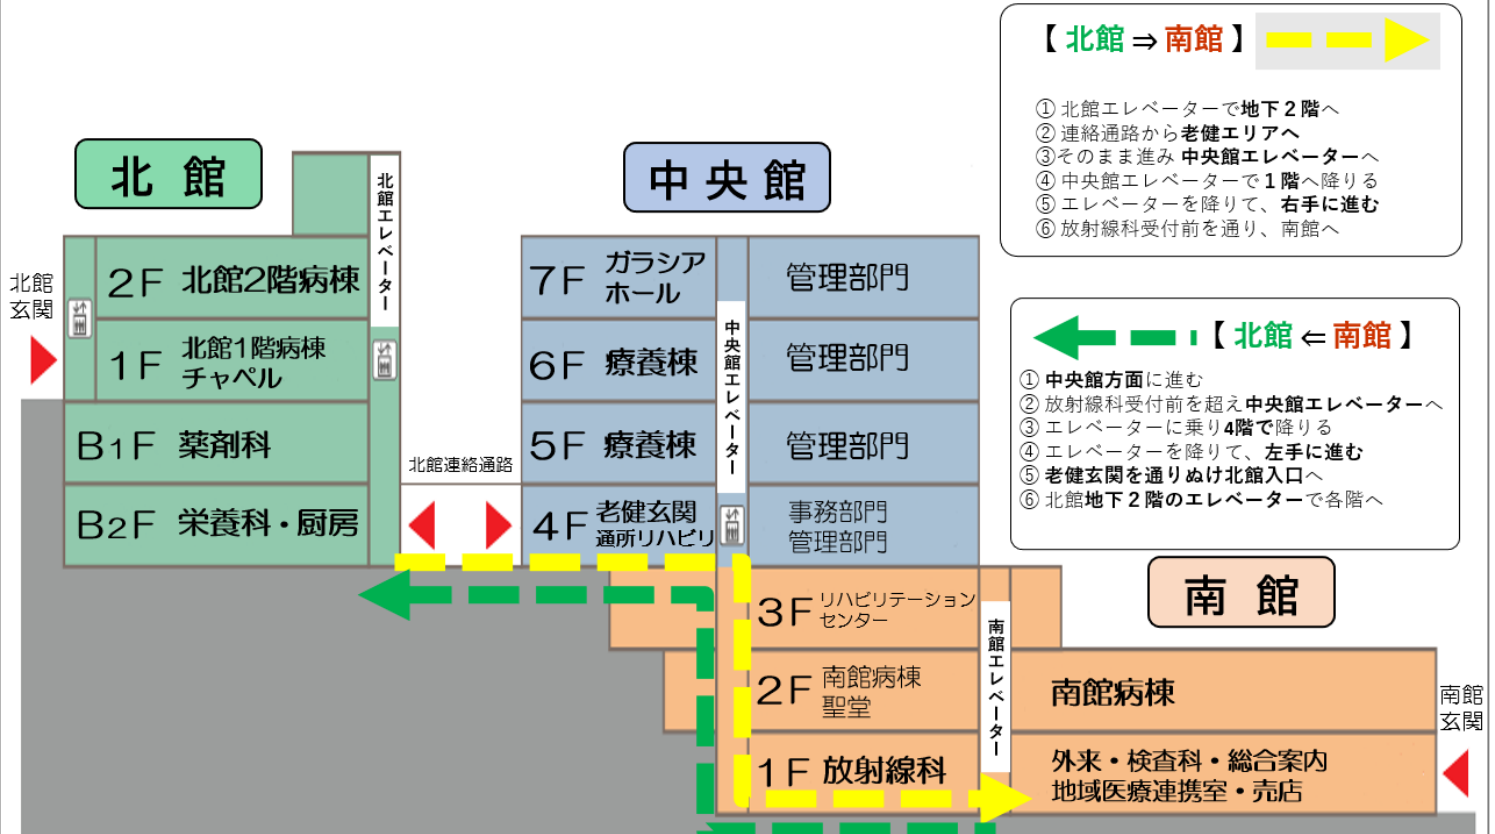 【 北館 ⇒ 南館 】
① 北館エレベーターで地下２階へ
② 連絡通路から老健エリアへ
③そのまま進み 中央館エレベーターへ
④ 中央館エレベーターで１階へ降りる
⑤ エレベーターを降りて、右手に進む
⑥ 放射線科受付前を通り、南館へ
【 北館 ⇐ 南館 】
① 中央館方面に進む
② 放射線科受付前を超え中央館エレベーターへ
③ エレベーターに乗り4階で降りる
④ エレベーターを降りて、左手に進む
⑤ 老健玄関を通りぬけ北館入口へ
⑥ 北館地下２階のエレベーターで各階へ
北 館
北館エレベーター
北館
玄関
2F 北館2階病棟
1F 北館1階病棟
チャペル
B1F 薬剤科
B2F 栄養科・厨房
北館連絡通路
中 央 館
中央館エレベーター
7F ガラシア
ホール
管理部門
6F 療養棟
管理部門
5F 療養棟
管理部門
4F 老健玄関
通所リハビリ
事務部門
管理部門
南 館
南館エレベーター
3F リハビリテーション
センター
2F 南館病棟
聖堂
南館病棟
1F 放射線科
外来・検査科・総合案内
地域医療連携室・売店
南館
玄関